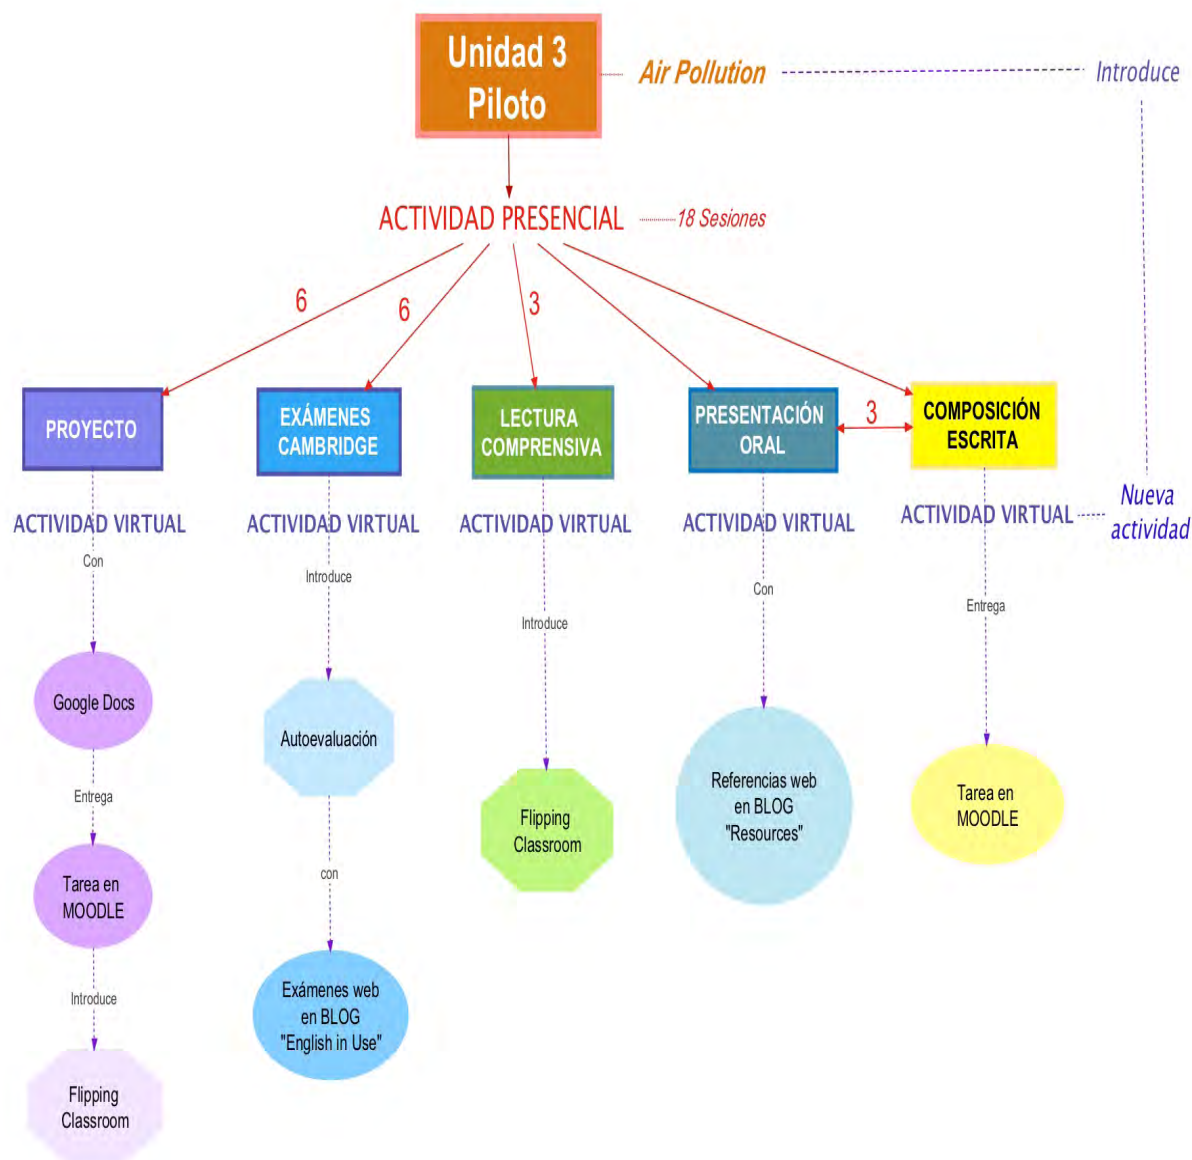 Unidad 3
Piloto
Air Pollution
Introduce
ACTIVIDAD PRESENCIAL
18 Sesiones
6
6
3
PROYECTO
EXÁMENES
CAMBRIDGE
LECTURA
COMPRENSIVA
PRESENTACIÓN
ORAL
3
COMPOSICIÓN
ESCRITA
ACTIVIDAD VIRTUAL
ACTIVIDAD VIRTUAL
ACTIVIDAD VIRTUAL
ACTIVIDAD VIRTUAL
ACTIVIDAD VIRTUAL
Nueva
actividad
Con
Introduce
Introduce
Con
Entrega
Google Docs
Autoevaluación
Flipping
Classroom
Referencias web
en BLOG
"Resources"
Tarea en
MOODLE
Entrega
con
Tarea en
MOODLE
Exámenes web
en BLOG
"English in Use"
Introduce
Flipping
Classroom